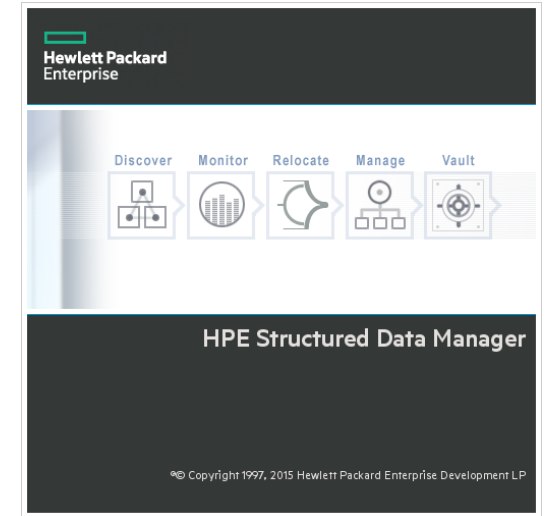 Hewlett Packard
Enterprise
Discover Monitor Relocate Manage Vault
HPE Structured Data Manager
© Copyright 1997, 2015 Hewlett Packard Enterprise Development LP